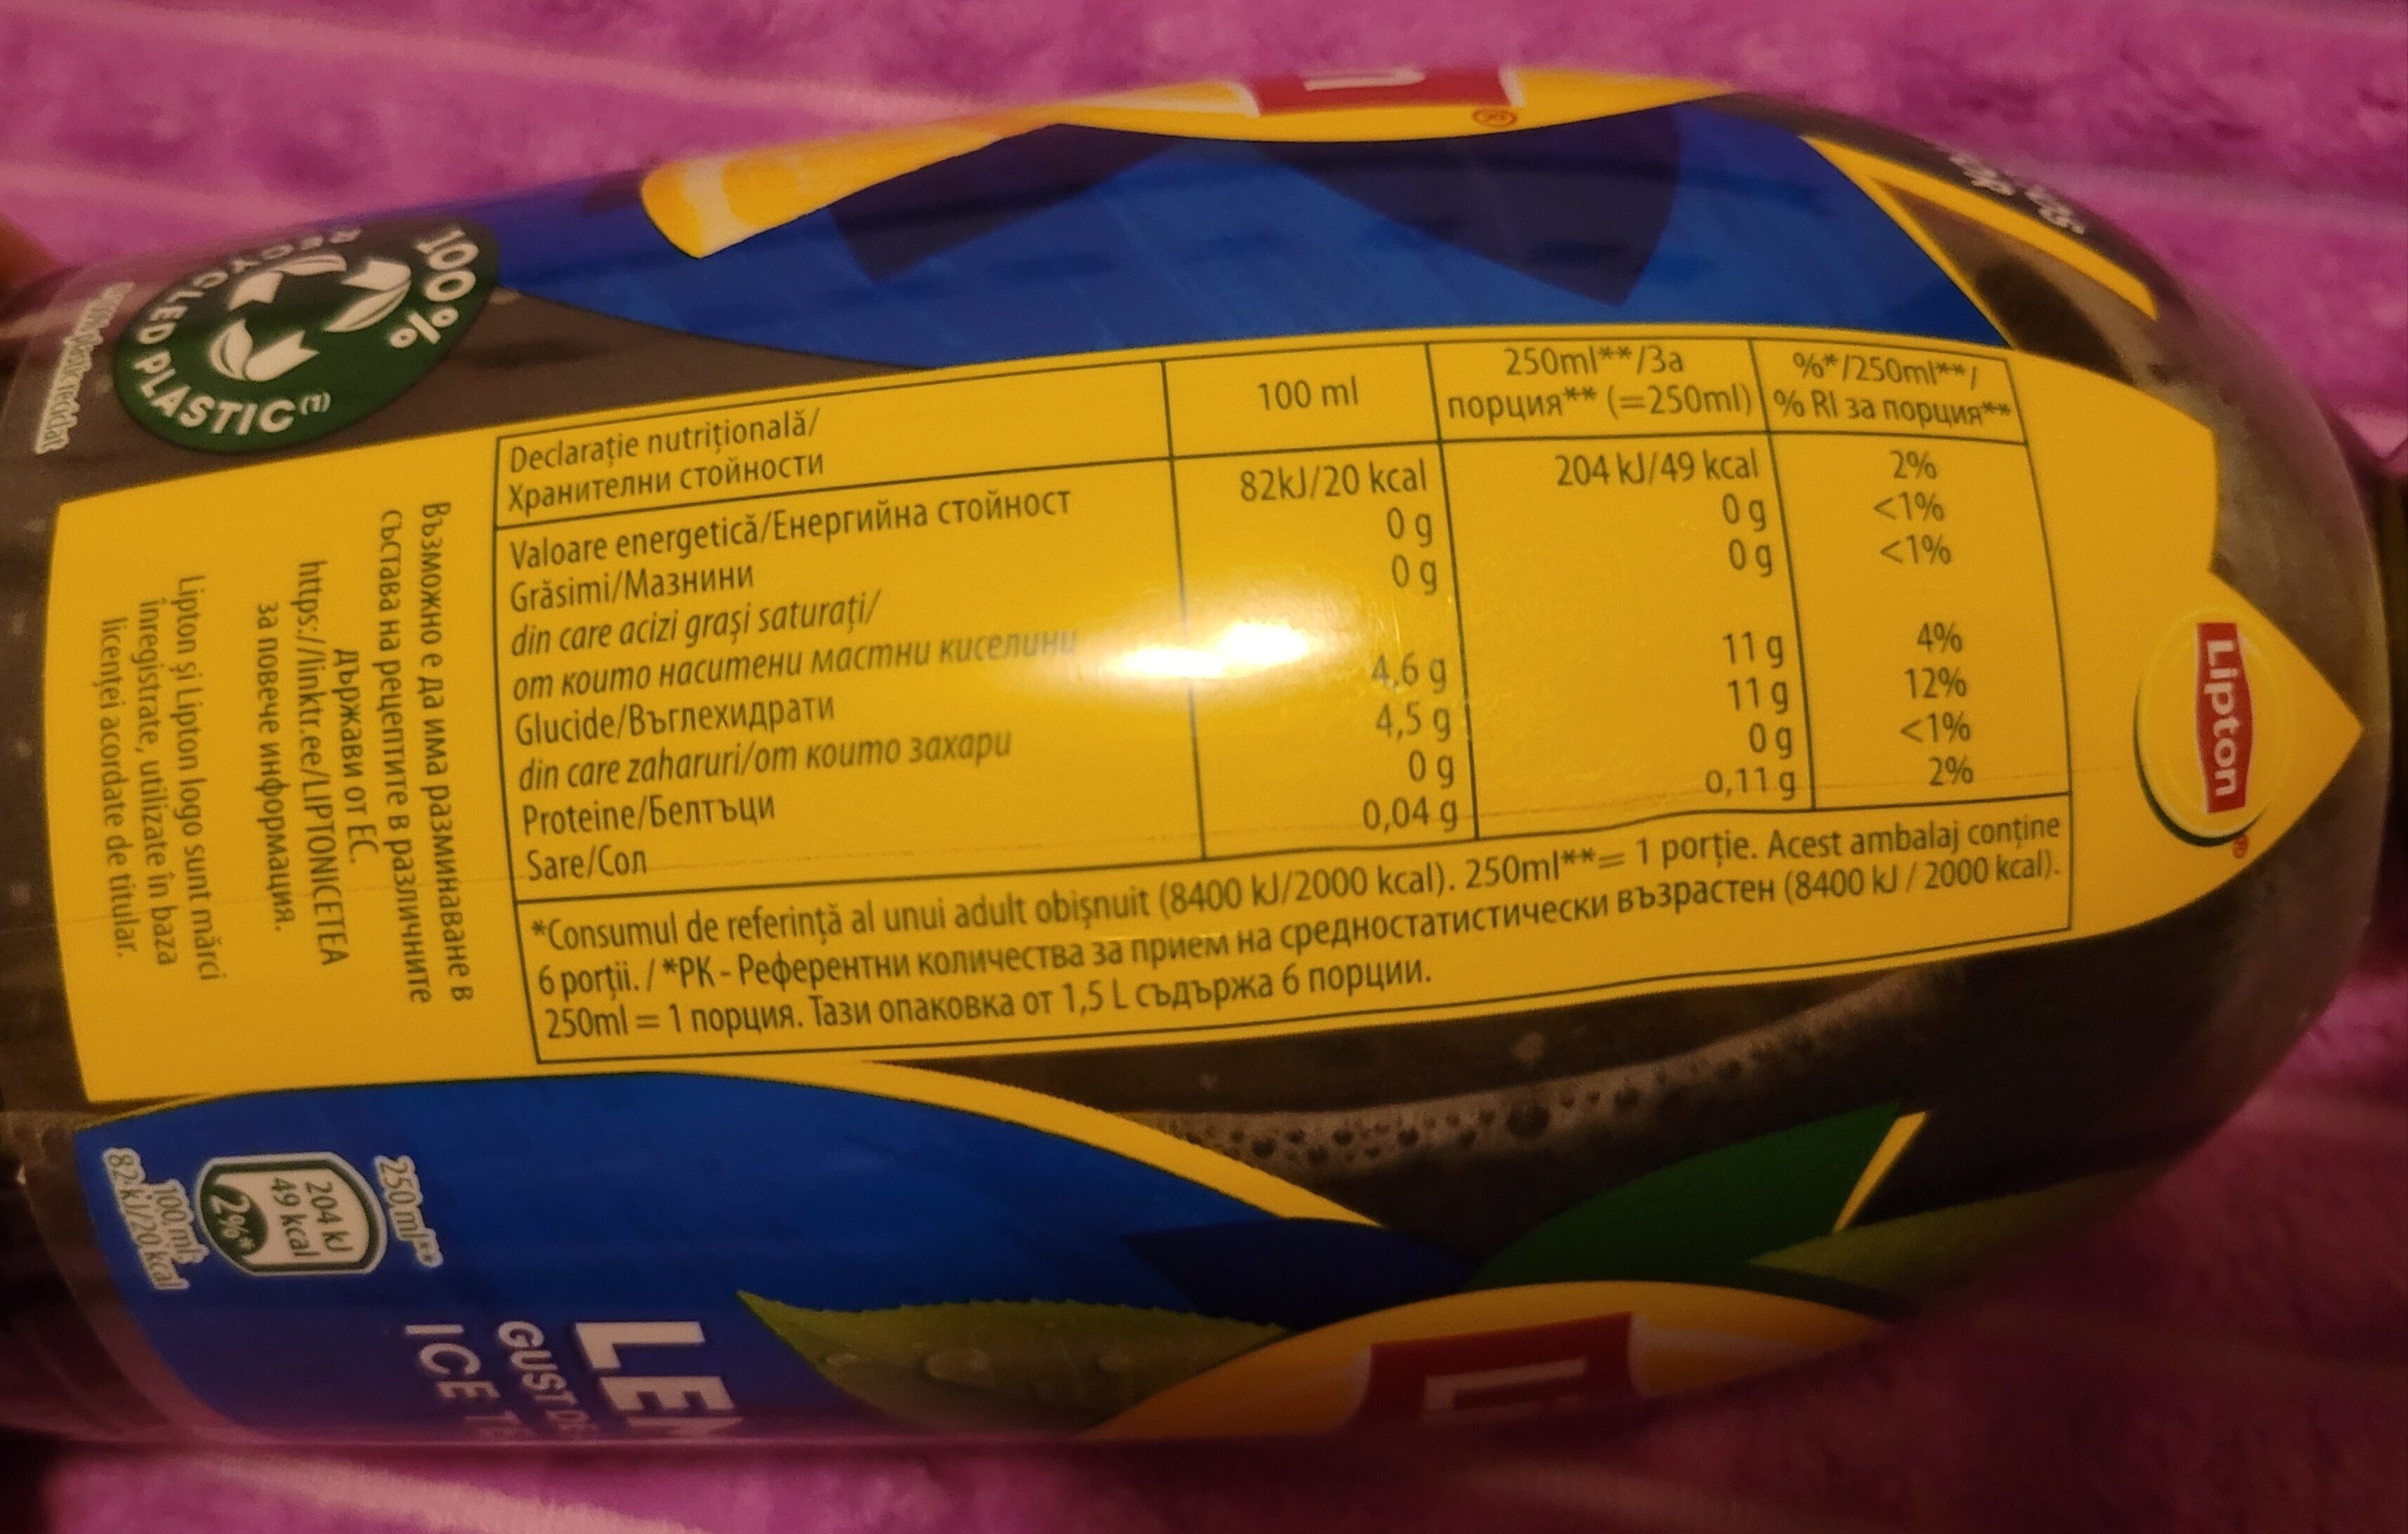 100%
RECYCLED PLASTIC(1)
Declarație nutrițională/
Хранителни стойности
100 ml
250ml**/За
порция** (=250ml)
%*/250ml**/
% RI за порция**
Valoare energetică/Енергийна стойност 82kJ/20 kcal 204 kJ/49 kcal 2%
Grăsimi/Мазнини 0 g 0 g <1%
din care acizi grași saturați/ 0 g 0 g <1%
от които наситени мастни киселини
Glucide/Въглехидрати 4,6 g 11 g 4%
din care zaharuri/от които захари 4,5 g 11 g 12%
Proteine/Белтъци 0 g 0 g <1%
Sare/Сол 0,04 g 0,11 g 2%
*Consumul de referință al unui adult obișnuit (8400 kJ/2000 kcal). 250ml**= 1 porție. Acest ambalaj conține
6 porții. / *РК - Референтни количества за прием на средностатистически възрастен (8400 kJ / 2000 kcal).
250ml = 1 порция. Тази опаковка от 1,5 L съдържа 6 порции.
Възможно е да има разминаване в
състава на рецептите в различните
държави от ЕС.
https://linktr.ee/LIPTONICETEA
за повече информация.
Lipton și Lipton logo sunt mărci
înregistrate, utilizate în baza
licenței acordate de titular.
Lipton®
250ml**
204 kJ
49 kcal
2%*
100 ml:
82 kJ/20 kcal
GUST DE
ICE